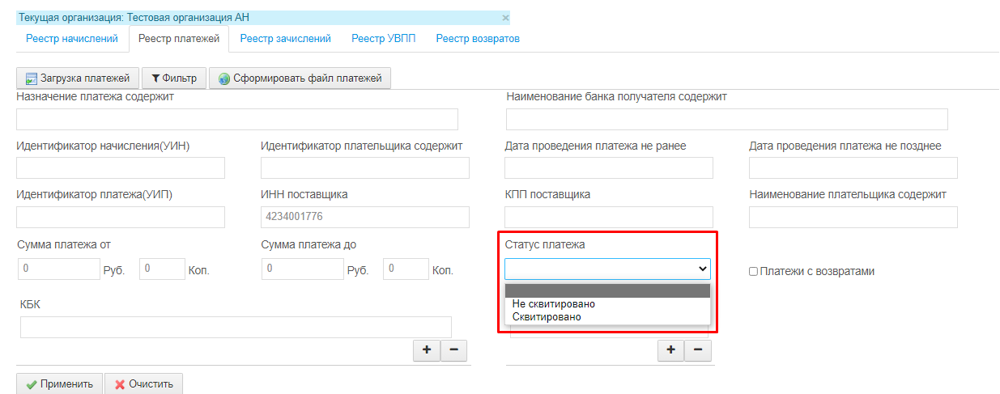 Текущая организация: Тестовая организация АН ×
Реестр начислений Реестр платежей Реестр зачислений Реестр УВПП Реестр возвратов
Загрузка платежей Фильтр Сформировать файл платежей
Назначение платежа содержит Наименование банка получателя содержит
Идентификатор начисления(УИН) Идентификатор плательщика содержит Дата проведения платежа не ранее Дата проведения платежа не позднее
Идентификатор платежа(УИП) ИНН поставщика КПП поставщика Наименование плательщика содержит
4234001776
Сумма платежа от Сумма платежа до Статус платежа
0 Руб. 0 Коп. 0 Руб. 0 Коп. Платежи с возвратами
КБК Не сквитировано
Сквитировано
+ − + −
Применить Очистить